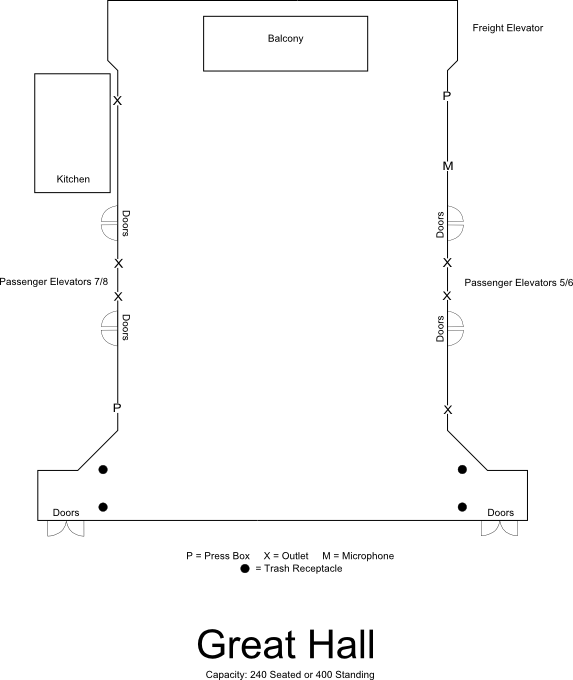 Balcony
Freight Elevator
X
P
M
Kitchen
Doors
Doors
X
X
Passenger Elevators 7/8
Passenger Elevators 5/6
X
X
Doors
Doors
P
X
Doors
Doors
P = Press Box X = Outlet M = Microphone
= Trash Receptacle
Great Hall
Capacity: 240 Seated or 400 Standing